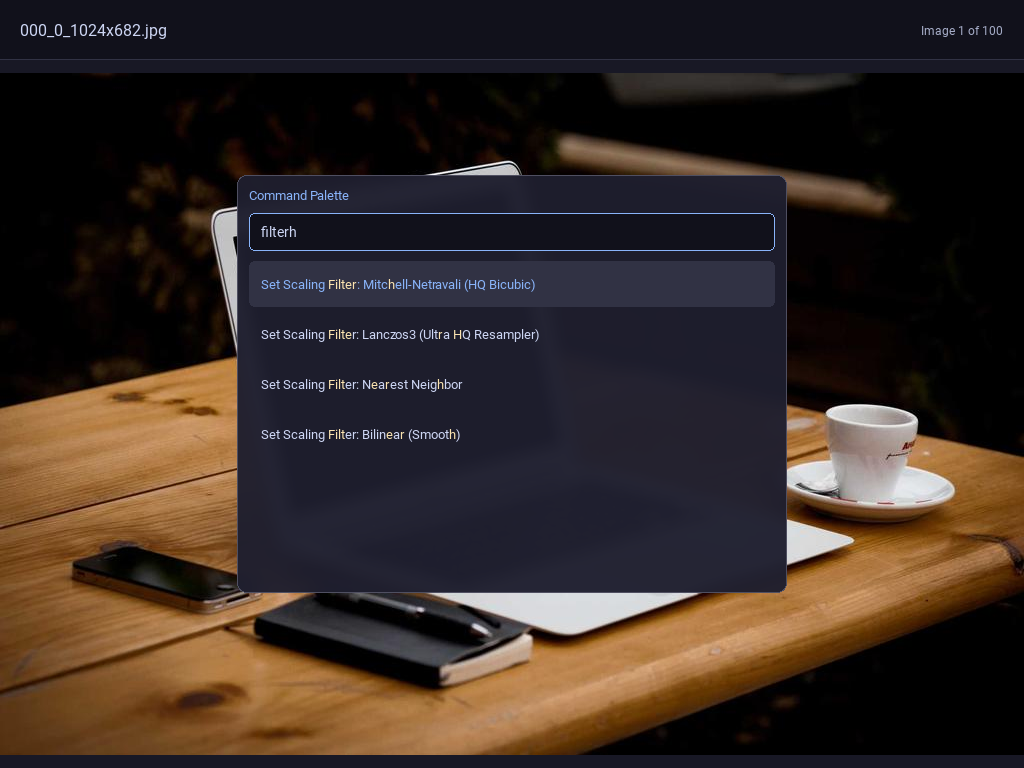 000_0_1024x682.jpg
Image 1 of 100
Command Palette
filterh
Set Scaling Filter: Mitchell-Netravali (HQ Bicubic)
Set Scaling Filter: Lanczos3 (Ultra HQ Resampler)
Set Scaling Filter: Nearest Neighbor
Set Scaling Filter: Bilinear (Smooth)